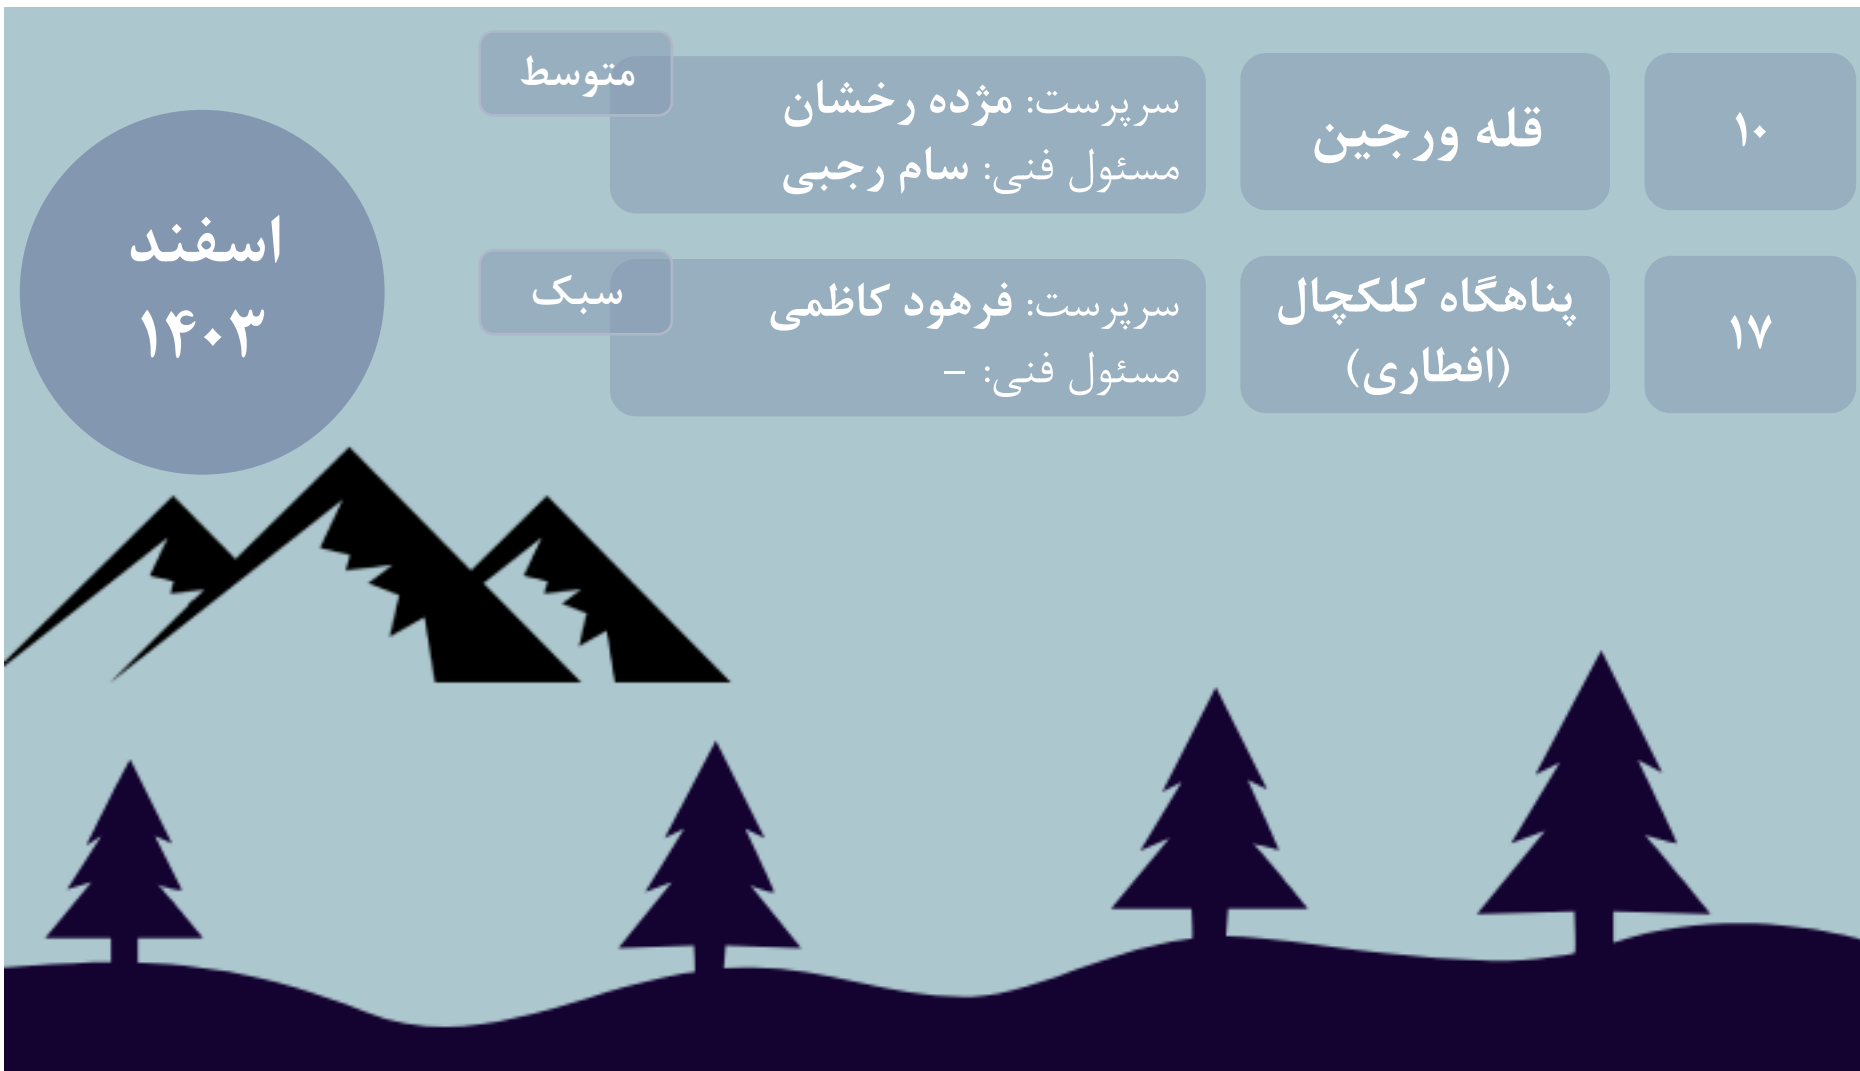 ۱۰
قله ورجین
سرپرست: مژده رخشان
مسئول فنی: سام رجبی
متوسط
۱۷
پناهگاه کلکچال
(افطاری)
سرپرست: فرهود کاظمی
مسئول فنی: –
سبک
اسفند
۱۴۰۳